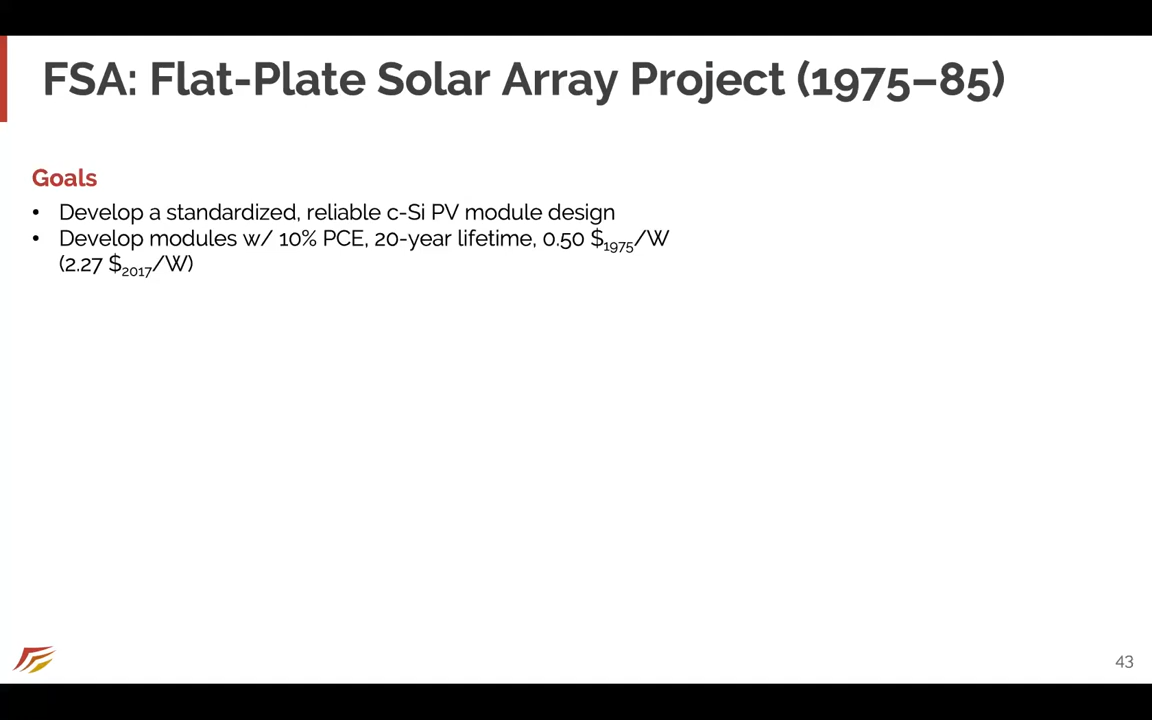 FSA: Flat-Plate Solar Array Project (1975–85)
Goals
• Develop a standardized, reliable c-Si PV module design
• Develop modules w/ 10% PCE, 20-year lifetime, 0.50 $₁₉₇₅/W
(2.27 $₂₀₁₇/W)
43